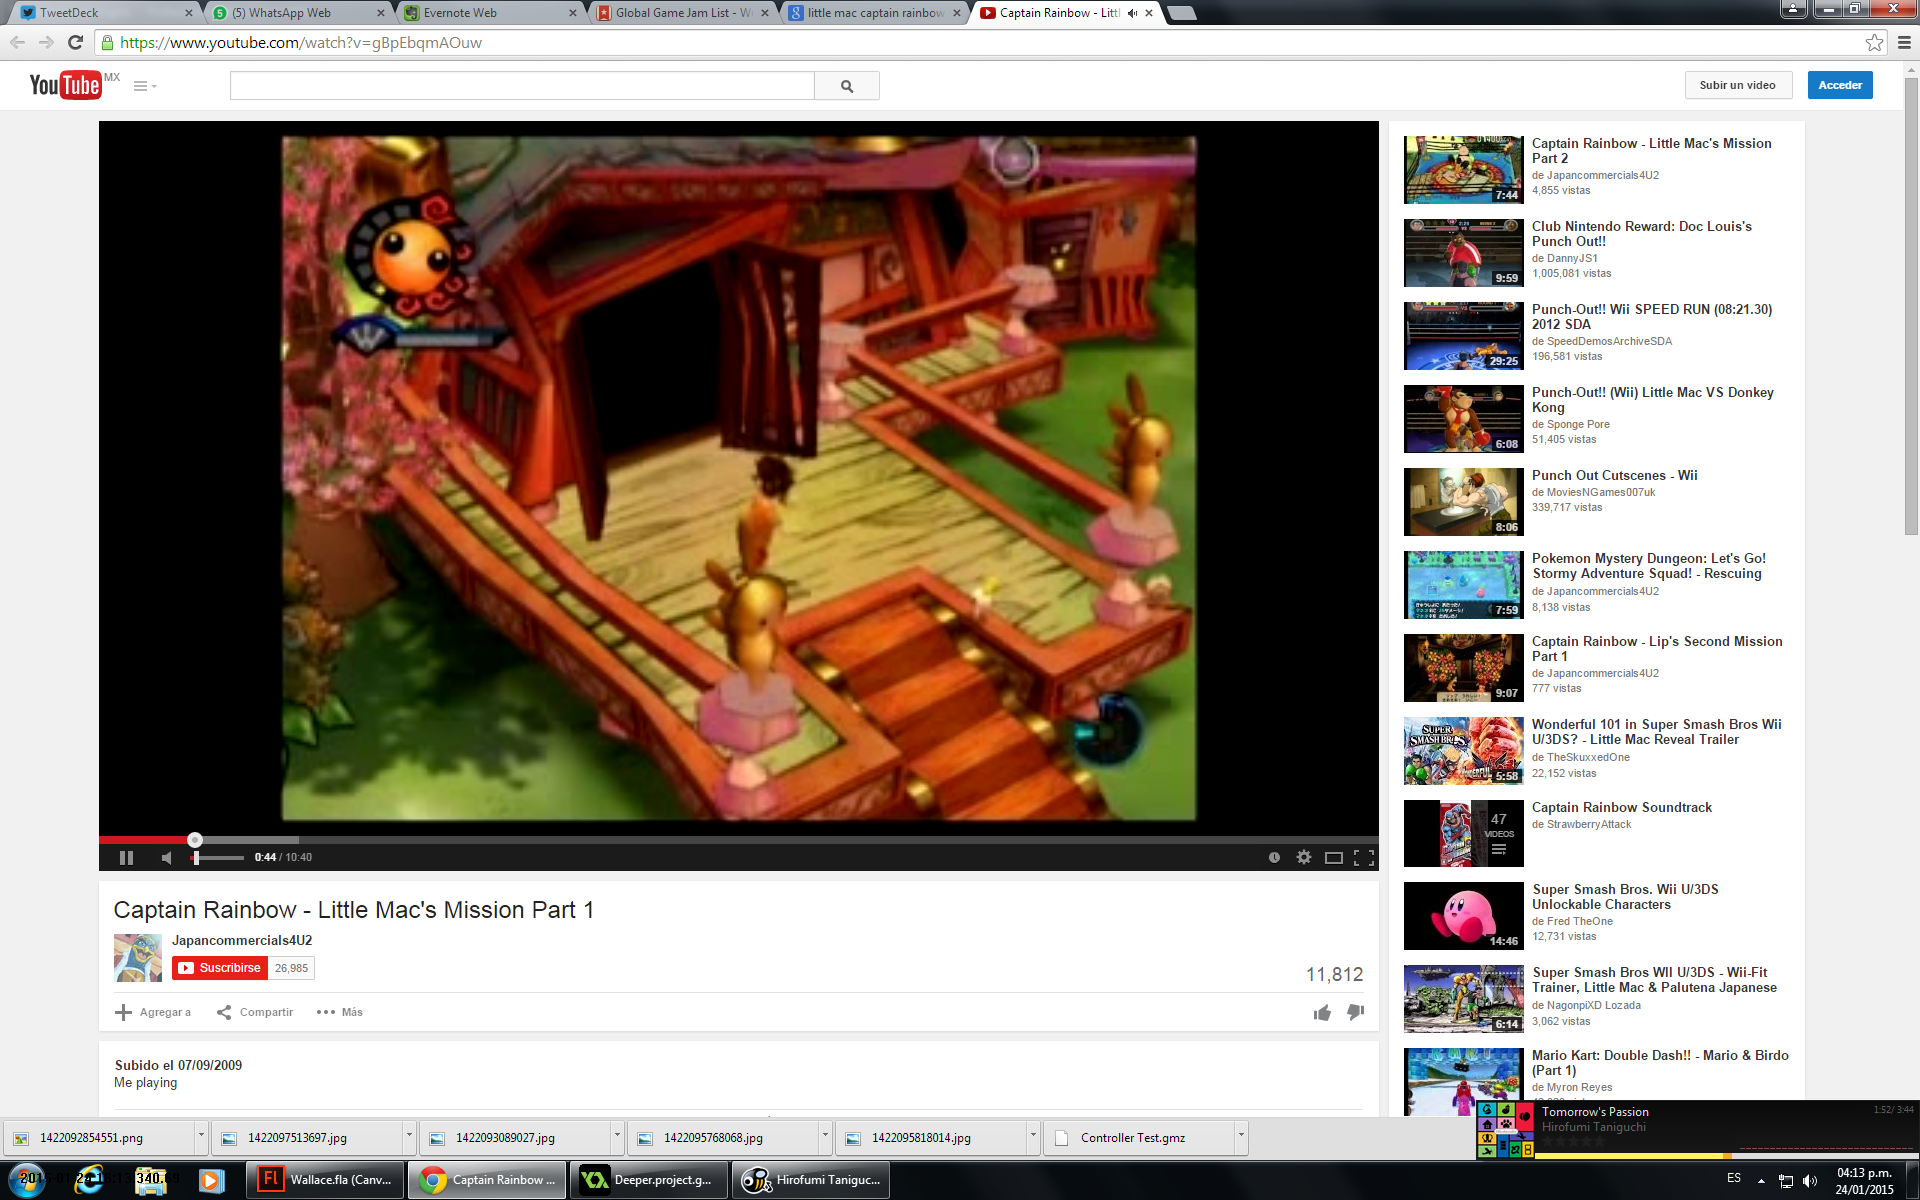 TweetDeck
(5) WhatsApp Web
Evernote Web
Global Game Jam List - W
little mac captain rainbow
Captain Rainbow - Littl
https://www.youtube.com/watch?v=gBpEbqmAOuw
YouTube MX
Subir un video
Acceder
Captain Rainbow - Little Mac's Mission
Part 2
de Japancommercials4U2
4,855 vistas
7:44
Club Nintendo Reward: Doc Louis's
Punch Out!!
de DannyJS1
1,005,081 vistas
9:59
Punch-Out!! Wii SPEED RUN (08:21.30)
2012 SDA
de SpeedDemosArchiveSDA
196,581 vistas
29:25
Punch-Out!! (Wii) Little Mac VS Donkey
Kong
de Sponge Pore
51,405 vistas
6:08
Punch Out Cutscenes - Wii
de MoviesNGames007uk
339,717 vistas
8:06
Pokemon Mystery Dungeon: Let's Go!
Stormy Adventure Squad! - Rescuing
de Japancommercials4U2
8,138 vistas
7:59
Captain Rainbow - Lip's Second Mission
Part 1
de Japancommercials4U2
777 vistas
9:07
Wonderful 101 in Super Smash Bros Wii
U/3DS? - Little Mac Reveal Trailer
de TheSkuxxedOne
22,152 vistas
SUPER
SMASH BROS.
5:58
Captain Rainbow Soundtrack
de StrawberryAttack
47
VIDEOS
Super Smash Bros. Wii U/3DS
Unlockable Characters
de Fred TheOne
12,731 vistas
14:46
Super Smash Bros WII U/3DS - Wii-Fit
Trainer, Little Mac & Palutena Japanese
de NagonpiXD Lozada
3,062 vistas
6:14
Mario Kart: Double Dash!! - Mario & Birdo
(Part 1)
de Myron Reyes
0:44 / 10:40
Captain Rainbow - Little Mac's Mission Part 1
Japancommercials4U2
Suscribirse
26,985
11,812
Agregar a
Compartir
Más
Subido el 07/09/2009
Me playing
1422092854551.png
1422097513697.jpg
1422093089027.jpg
1422095768068.jpg
1422095818014.jpg
Controller Test.gmz
Tomorrow's Passion
1:52/ 3:44
Hirofumi Taniguchi
Fl
Wallace.fla (Canv...
Captain Rainbow ...
Deeper.project.g...
Hirofumi Taniguc...
ES
04:13 p.m.
24/01/2015